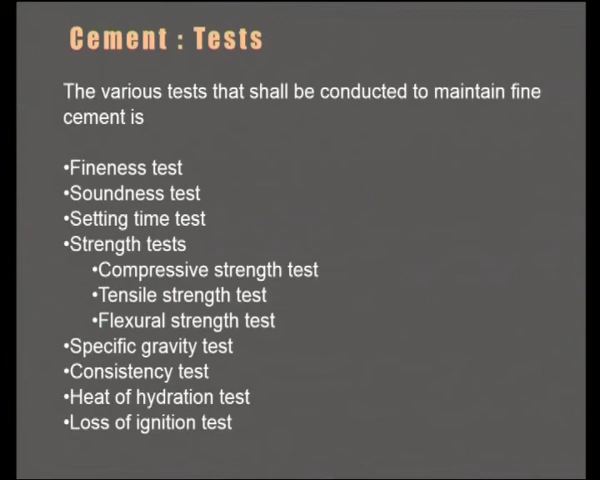 Cement : Tests
The various tests that shall be conducted to maintain fine
cement is
•Fineness test
•Soundness test
•Setting time test
•Strength tests
•Compressive strength test
•Tensile strength test
•Flexural strength test
•Specific gravity test
•Consistency test
•Heat of hydration test
•Loss of ignition test